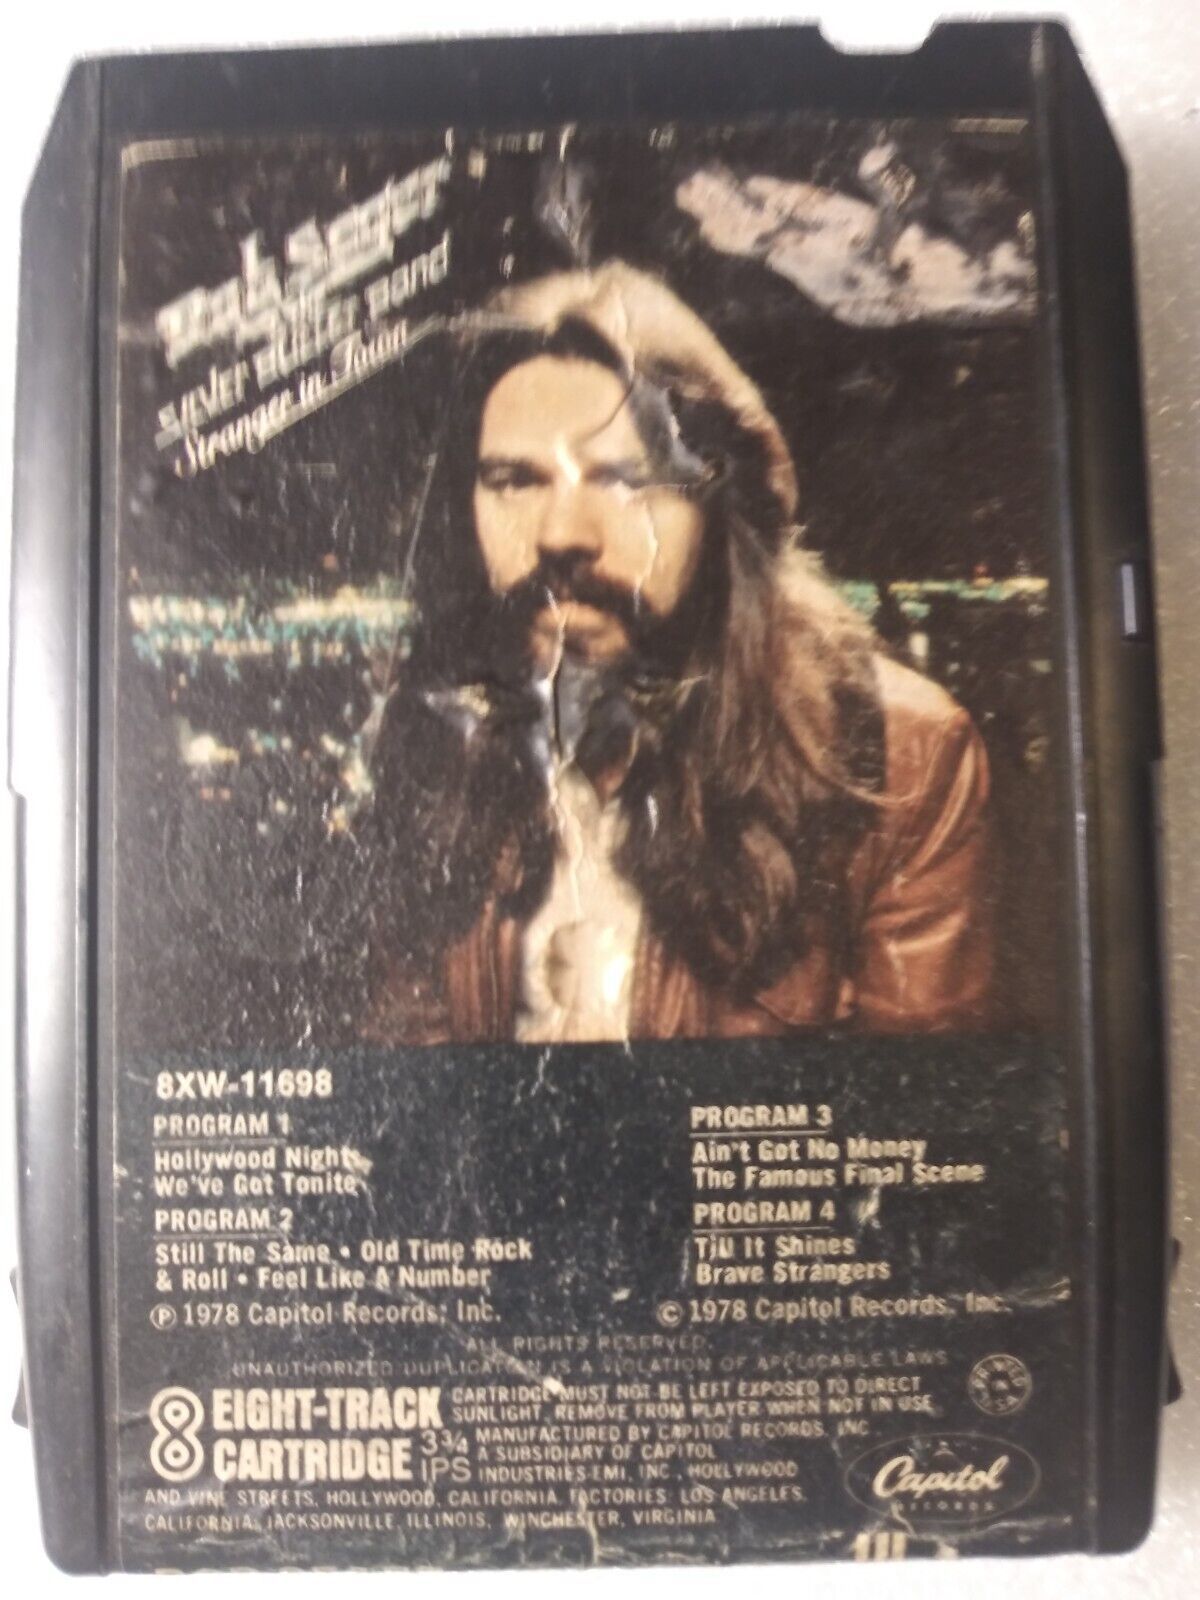 Bob Seger
& The
SILVER BULLET BAND
Stranger in Town
8XW-11698
PROGRAM 1
Hollywood Nights
We've Got Tonite
PROGRAM 2
Still The Same • Old Time Rock
& Roll • Feel Like A Number
℗ 1978 Capitol Records, Inc.
PROGRAM 3
Ain't Got No Money
The Famous Final Scene
PROGRAM 4
Till It Shines
Brave Strangers
© 1978 Capitol Records, Inc.
ALL RIGHTS RESERVED.
UNAUTHORIZED DUPLICATION IS A VIOLATION OF APPLICABLE LAWS
PRINTED IN USA
8 EIGHT-TRACK
CARTRIDGE 3¾ IPS
CARTRIDGE MUST NOT BE LEFT EXPOSED TO DIRECT
SUNLIGHT. REMOVE FROM PLAYER WHEN NOT IN USE.
MANUFACTURED BY CAPITOL RECORDS, INC.
A SUBSIDIARY OF CAPITOL
INDUSTRIES-EMI, INC., HOLLYWOOD
AND VINE STREETS, HOLLYWOOD, CALIFORNIA. FACTORIES: LOS ANGELES,
CALIFORNIA, JACKSONVILLE, ILLINOIS, WINCHESTER, VIRGINIA
Capitol
RECORDS